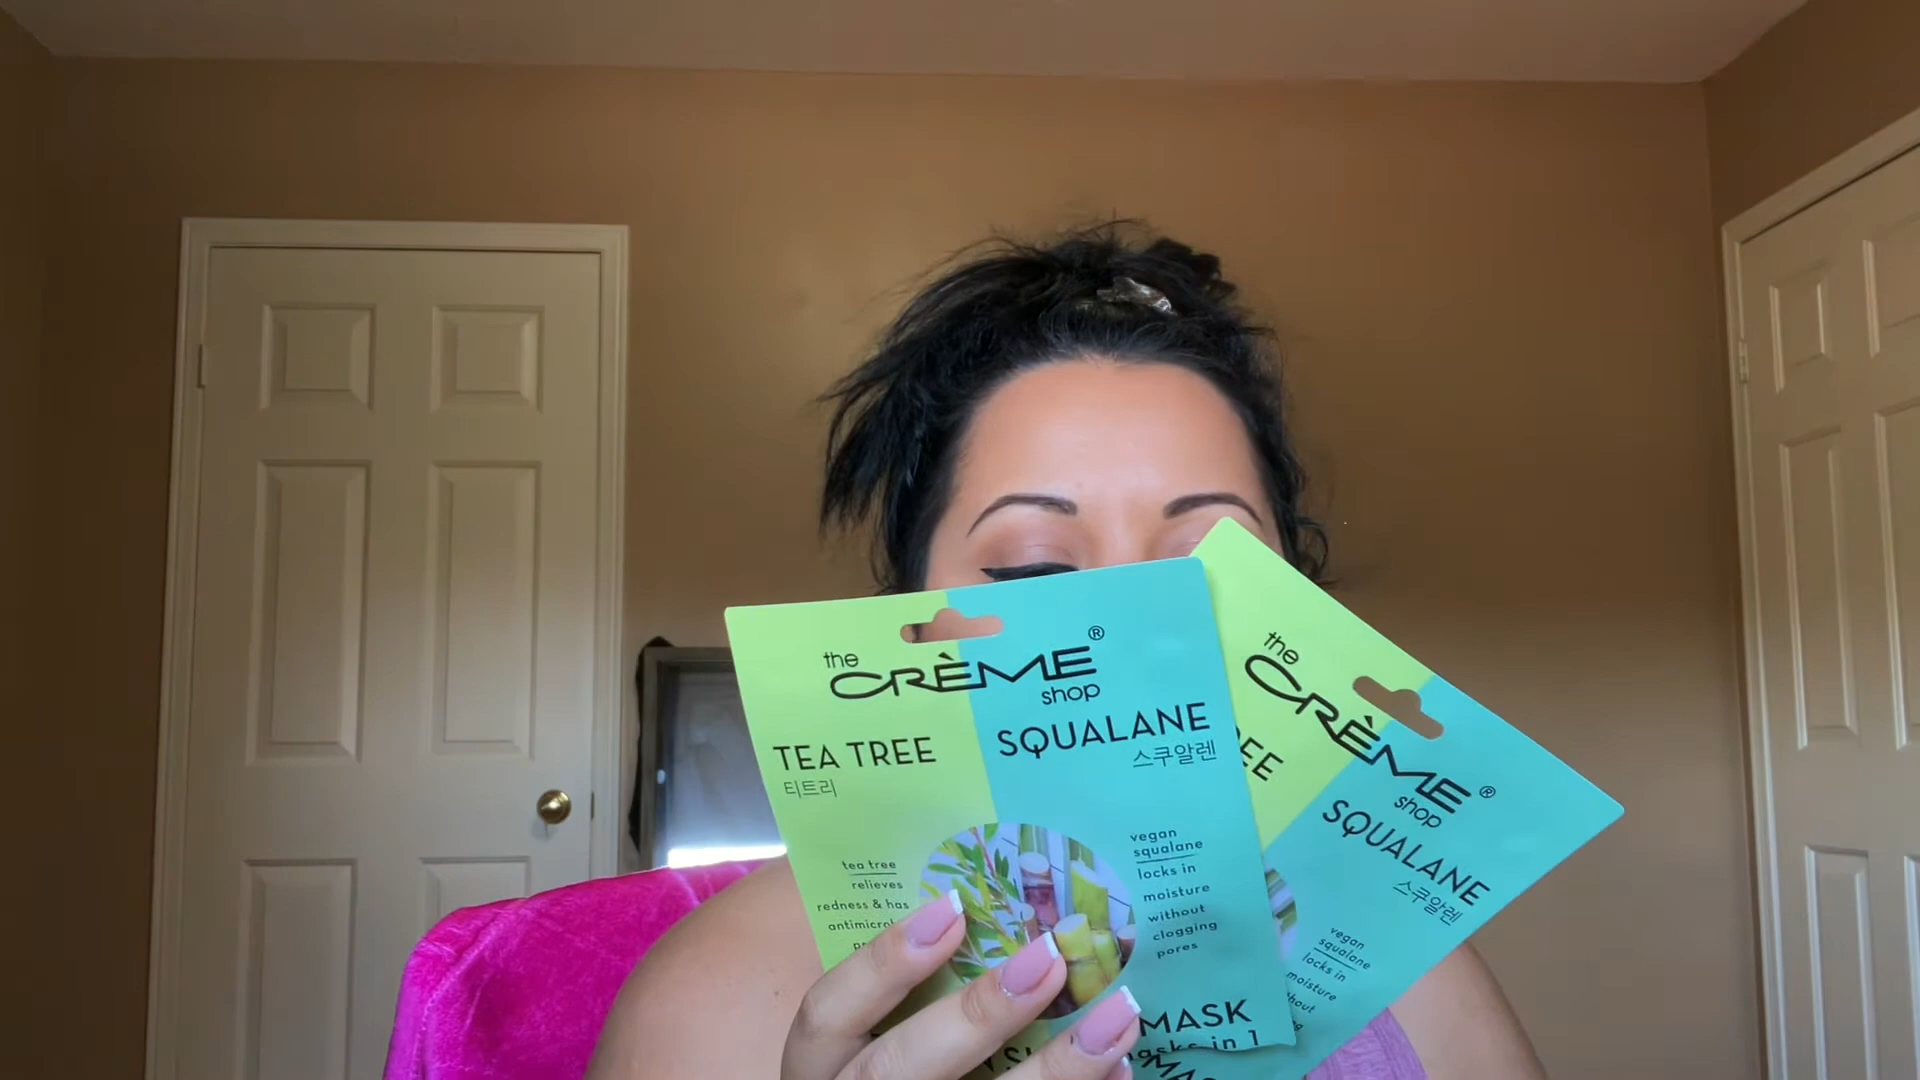 the
CRÈME®
shop
TEA TREE
티트리
SQUALANE
스쿠알렌
tea tree
relieves
redness & has
vegan
squalane
locks in
moisture
without
clogging
pores
MASK
in 1
the
CRÈME
shop®
SQUALANE
스쿠알렌
vegan
squalane
locks in
moisture